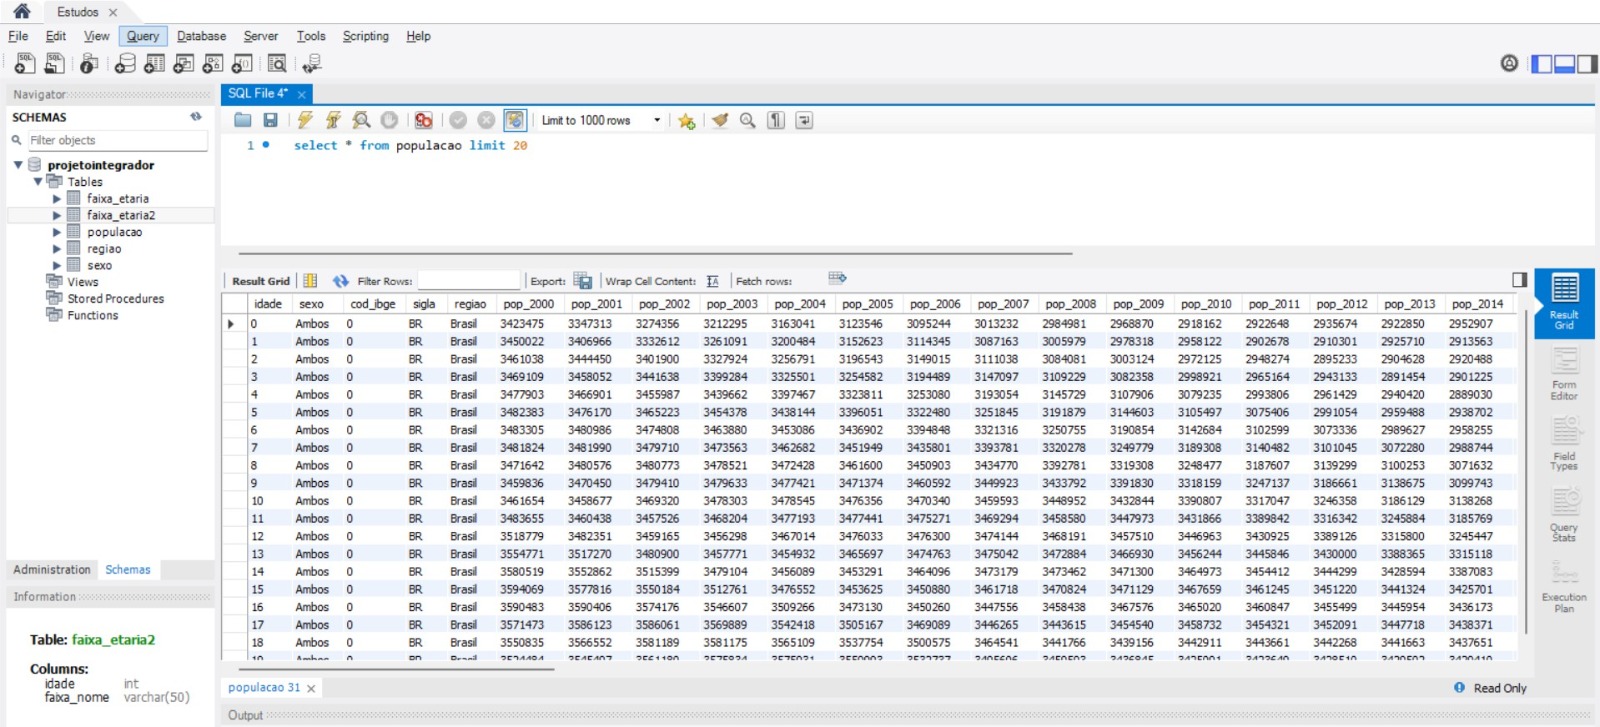 Estudos
File Edit View Query Database Server Tools Scripting Help
Navigator
SCHEMAS
Filter objects
projetointegrador
Tables
faixa_etaria
faixa_etaria2
populacao
regiao
sexo
Views
Stored Procedures
Functions
Administration Schemas
Information
Table: faixa_etaria2
Columns:
idade int
faixa_nome varchar(50)
SQL File 4*
Limit to 1000 rows
1 select * from populacao limit 20
Result Grid Filter Rows: Export: Wrap Cell Content: Fetch rows:
idade sexo cod_ibge sigla regiao pop_2000 pop_2001 pop_2002 pop_2003 pop_2004 pop_2005 pop_2006 pop_2007 pop_2008 pop_2009 pop_2010 pop_2011 pop_2012 pop_2013 pop_2014
0 Ambos 0 BR Brasil 3423475 3347313 3274356 3212295 3163041 3123546 3095244 3013232 2984981 2968870 2918162 2922648 2935674 2922850 2952907
1 Ambos 0 BR Brasil 3450022 3406966 3332612 3261091 3200484 3152623 3114345 3087163 3005979 2978318 2958122 2902678 2910301 2925710 2913563
2 Ambos 0 BR Brasil 3461038 3444450 3401900 3327924 3256791 3196543 3149015 3111038 3084081 3003124 2972125 2948274 2895233 2904628 2920488
3 Ambos 0 BR Brasil 3469109 3458052 3441638 3399284 3325501 3254582 3194489 3147097 3109229 3082358 2998921 2965164 2943133 2891454 2901225
4 Ambos 0 BR Brasil 3477903 3466901 3455987 3439662 3397467 3323811 3253080 3193054 3145729 3107906 3079235 2993806 2961429 2940420 2889030
5 Ambos 0 BR Brasil 3482383 3476170 3465223 3454378 3438144 3396051 3322480 3251845 3191879 3144603 3105497 3075406 2991054 2959488 2938702
6 Ambos 0 BR Brasil 3483305 3480986 3474808 3463880 3453086 3436902 3394848 3321316 3250755 3190854 3142684 3102599 3073336 2989627 2958255
7 Ambos 0 BR Brasil 3481824 3481990 3479710 3473563 3462682 3451949 3435801 3393781 3320278 3249779 3189308 3140482 3101045 3072280 2988744
8 Ambos 0 BR Brasil 3471642 3480576 3480773 3478521 3472428 3461600 3450903 3434770 3392781 3319308 3248477 3187607 3139299 3100253 3071632
9 Ambos 0 BR Brasil 3459836 3470450 3479410 3479633 3477421 3471374 3460592 3449923 3433792 3391830 3318159 3247137 3186661 3138675 3099743
10 Ambos 0 BR Brasil 3461654 3458677 3469320 3478303 3478545 3476356 3470340 3459593 3448952 3432844 3390807 3317047 3246358 3186129 3138268
11 Ambos 0 BR Brasil 3483655 3460438 3457526 3468204 3477193 3477441 3475271 3469294 3458580 3447973 3431866 3389842 3316342 3245884 3185769
12 Ambos 0 BR Brasil 3518779 3482351 3459165 3456298 3467014 3476033 3476300 3474144 3468191 3457510 3446963 3430925 3389126 3315800 3245447
13 Ambos 0 BR Brasil 3554771 3517270 3480900 3457771 3454932 3465697 3474763 3475042 3472884 3466930 3456244 3445846 3430000 3388365 3315118
14 Ambos 0 BR Brasil 3580519 3552862 3515399 3479104 3456089 3453291 3464096 3473179 3473462 3471300 3464973 3454412 3444299 3428594 3387083
15 Ambos 0 BR Brasil 3594069 3577816 3550184 3512761 3476552 3453625 3450880 3461718 3470824 3471129 3467659 3461245 3451220 3441324 3425701
16 Ambos 0 BR Brasil 3590483 3590406 3574176 3546607 3509266 3473130 3450260 3447556 3458438 3467576 3465020 3460847 3455499 3445954 3436173
17 Ambos 0 BR Brasil 3571473 3586123 3586061 3569889 3542418 3505167 3469089 3446265 3443615 3454540 3458732 3454321 3452091 3447718 3438371
18 Ambos 0 BR Brasil 3550835 3566552 3581189 3581175 3565109 3537754 3500575 3464541 3441766 3439156 3442911 3443661 3442268 3441663 3437651
Ambos 0 BR Brasil
Result Grid
Form Editor
Field Types
Query Stats
Execution Plan
populacao 31
Read Only
Output